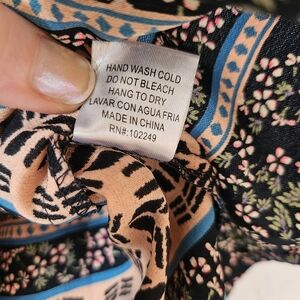 HAND WASH COLD
DO NOT BLEACH
HANG TO DRY
LAVAR CON AGUA FRIA
MADE IN CHINA
RN#:102249